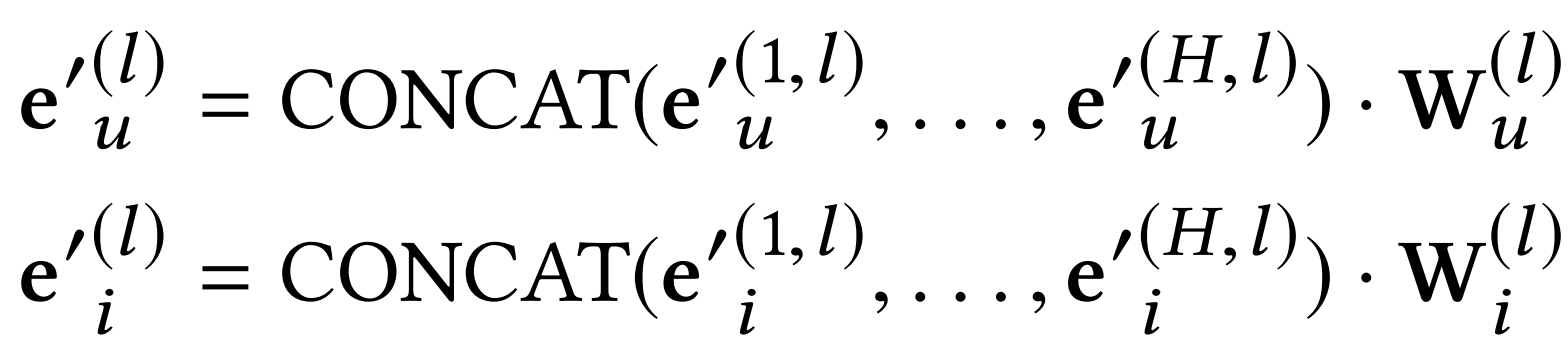 e′_u^{(l)} = CONCAT(e′_u^{(1, l)}, . . . , e′_u^{(H, l)}) · W_u^{(l)}
e′_i^{(l)} = CONCAT(e′_i^{(1, l)}, . . . , e′_i^{(H, l)}) · W_i^{(l)}